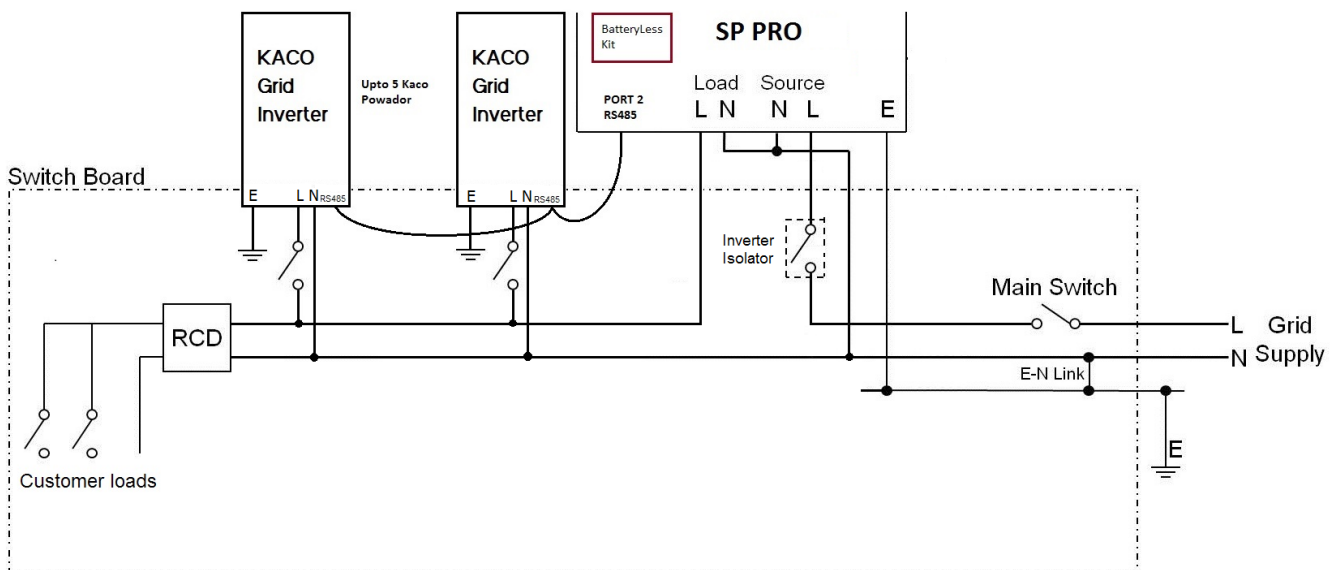 KACO
Grid
Inverter
Upto 5 Kaco
Powador
KACO
Grid
Inverter
BatteryLess
Kit
SP PRO
PORT 2
RS485
Load Source
L N N L E
Switch Board
E L N RS485
E L N RS485
Inverter
Isolator
Main Switch
RCD
L Grid
N Supply
E-N Link
E
Customer loads